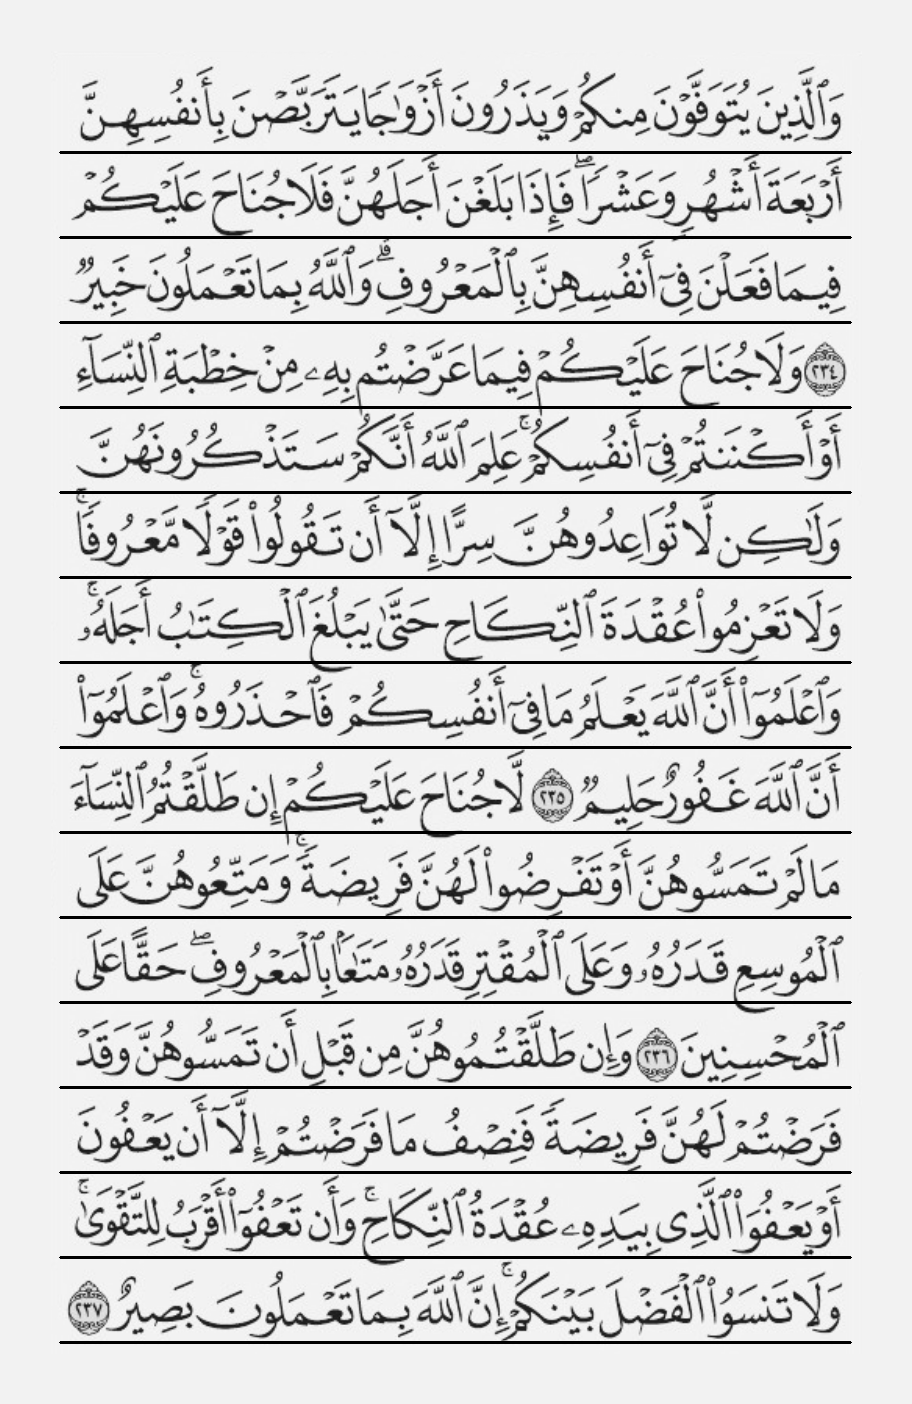 وَٱلَّذِينَ يُتَوَفَّوۡنَ مِنكُمۡ وَيَذَرُونَ أَزۡوَٰجٗا يَتَرَبَّصۡنَ بِأَنفُسِهِنَّ
أَرۡبَعَةَ أَشۡهُرٖ وَعَشۡرٗاۖ فَإِذَا بَلَغۡنَ أَجَلَهُنَّ فَلَا جُنَاحَ عَلَيۡكُمۡ
فِيمَا فَعَلۡنَ فِيٓ أَنفُسِهِنَّ بِٱلۡمَعۡرُوفِۗ وَٱللَّهُ بِمَا تَعۡمَلُونَ خَبِيرٞ
٢٣٤ وَلَا جُنَاحَ عَلَيۡكُمۡ فِيمَا عَرَّضۡتُم بِهِۦ مِنۡ خِطۡبَةِ ٱلنِّسَآءِ
أَوۡ أَكۡنَنتُمۡ فِيٓ أَنفُسِكُمۡۚ عَلِمَ ٱللَّهُ أَنَّكُمۡ سَتَذۡكُرُونَهُنَّ
وَلَٰكِن لَّا تُوَاعِدُوهُنَّ سِرًّا إِلَّآ أَن تَقُولُواْ قَوۡلٗا مَّعۡرُوفٗاۚ
وَلَا تَعۡزِمُواْ عُقۡدَةَ ٱلنِّكَاحِ حَتَّىٰ يَبۡلُغَ ٱلۡكِتَٰبُ أَجَلَهُۥۚ
وَٱعۡلَمُوٓاْ أَنَّ ٱللَّهَ يَعۡلَمُ مَا فِيٓ أَنفُسِكُمۡ فَٱحۡذَرُوهُۚ وَٱعۡلَمُوٓاْ
أَنَّ ٱللَّهَ غَفُورٌ حَلِيمٞ ٢٣٥ لَّا جُنَاحَ عَلَيۡكُمۡ إِن طَلَّقۡتُمُ ٱلنِّسَآءَ
مَا لَمۡ تَمَسُّوهُنَّ أَوۡ تَفۡرِضُواْ لَهُنَّ فَرِيضَةٗۚ وَمَتِّعُوهُنَّ عَلَى
ٱلۡمُوسِعِ قَدَرُهُۥ وَعَلَى ٱلۡمُقۡتِرِ قَدَرُهُۥ مَتَٰعَۢا بِٱلۡمَعۡرُوفِۖ حَقًّا عَلَى
ٱلۡمُحۡسِنِينَ ٢٣٦ وَإِن طَلَّقۡتُمُوهُنَّ مِن قَبۡلِ أَن تَمَسُّوهُنَّ وَقَدۡ
فَرَضۡتُمۡ لَهُنَّ فَرِيضَةٗ فَنِصۡفُ مَا فَرَضۡتُمۡ إِلَّآ أَن يَعۡفُونَ
أَوۡ يَعۡفُوَاْ ٱلَّذِي بِيَدِهِۦ عُقۡدَةُ ٱلنِّكَاحِۚ وَأَن تَعۡفُوٓاْ أَقۡرَبُ لِلتَّقۡوَىٰۚ
وَلَا تَنسَوُاْ ٱلۡفَضۡلَ بَيۡنَكُمۡۚ إِنَّ ٱللَّهَ بِمَا تَعۡمَلُونَ بَصِيرٌ ٢٣٧